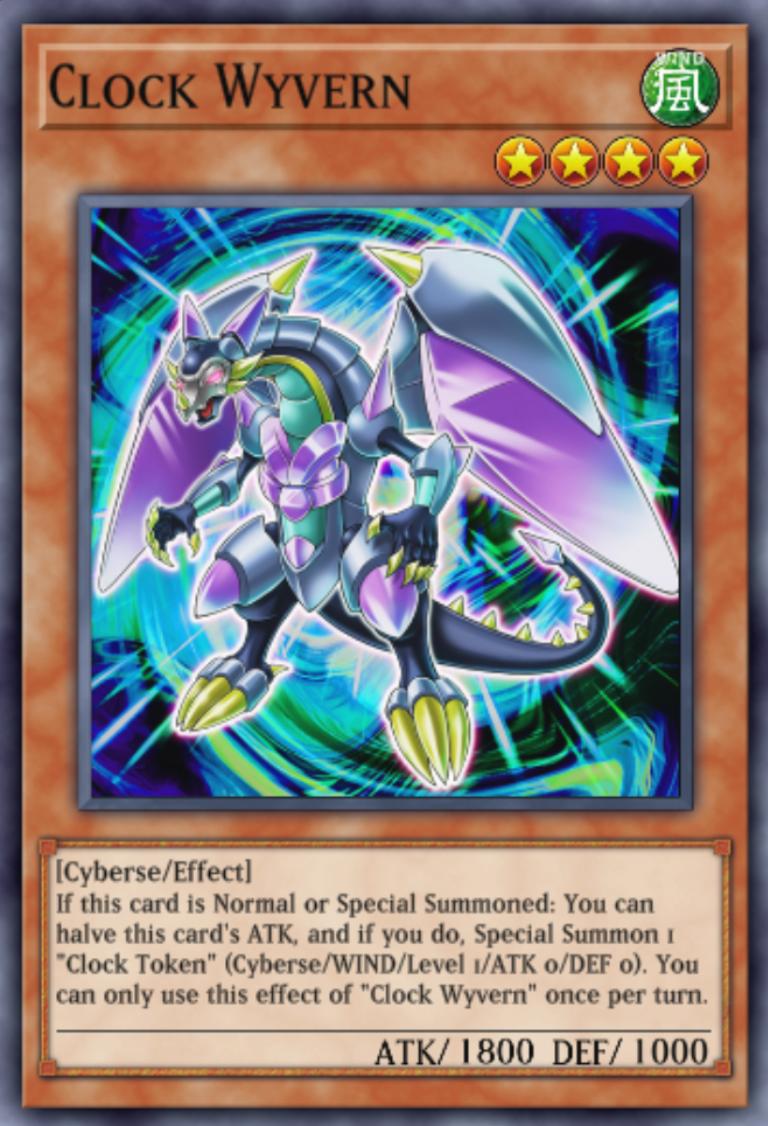 Clock Wyvern
WIND
風
[Cyberse/Effect]
If this card is Normal or Special Summoned: You can
halve this card's ATK, and if you do, Special Summon 1
"Clock Token" (Cyberse/WIND/Level 1/ATK 0/DEF 0). You
can only use this effect of "Clock Wyvern" once per turn.
ATK/ 1800 DEF/ 1000